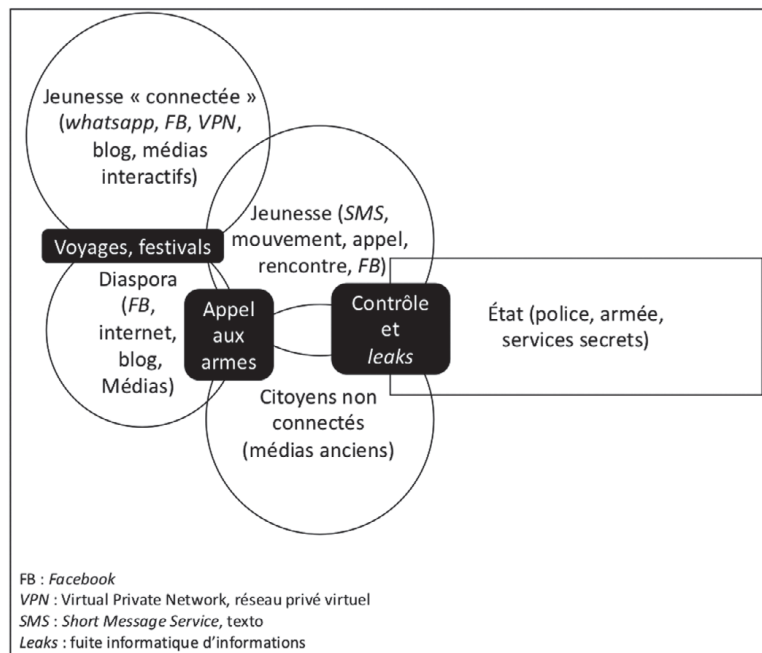 Jeunesse « connectée »
(whatsapp, FB, VPN,
blog, médias
interactifs)
Jeunesse (SMS,
mouvement, appel,
rencontre, FB)
Voyages, festivals
Diaspora
(FB,
internet,
blog,
Médias)
Appel
aux
armes
Contrôle
et
leaks
État (police, armée,
services secrets)
Citoyens non
connectés
(médias anciens)
FB : Facebook
VPN : Virtual Private Network, réseau privé virtuel
SMS : Short Message Service, texto
Leaks : fuite informatique d’informations